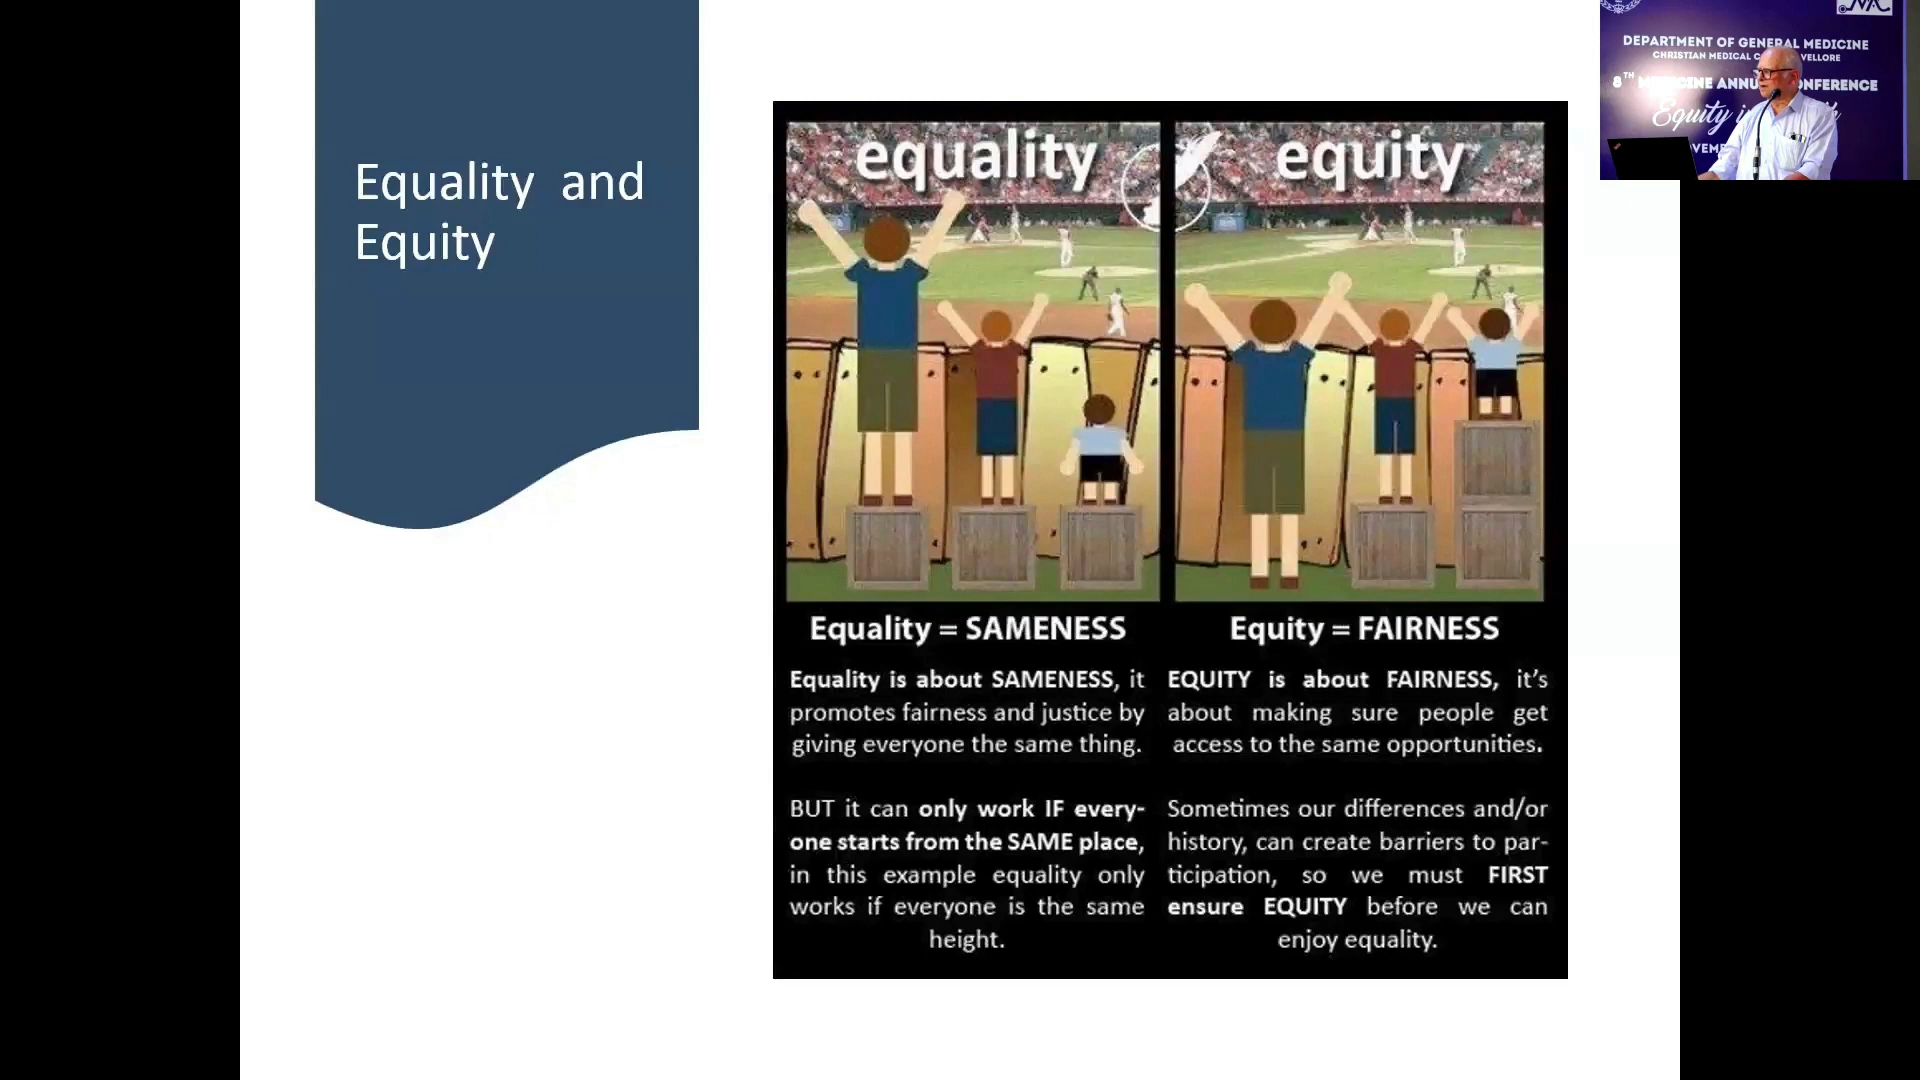 Equality and
Equity
equality
equity
Equality = SAMENESS
Equality is about SAMENESS, it
promotes fairness and justice by
giving everyone the same thing.
BUT it can only work IF every-
one starts from the SAME place,
in this example equality only
works if everyone is the same
height.
Equity = FAIRNESS
EQUITY is about FAIRNESS, it's
about making sure people get
access to the same opportunities.
Sometimes our differences and/or
history, can create barriers to par-
ticipation, so we must FIRST
ensure EQUITY before we can
enjoy equality.
DEPARTMENT OF GENERAL MEDICINE
CHRISTIAN MEDICAL VELLORE
8TH MEDICINE CONFERENCE
Equity